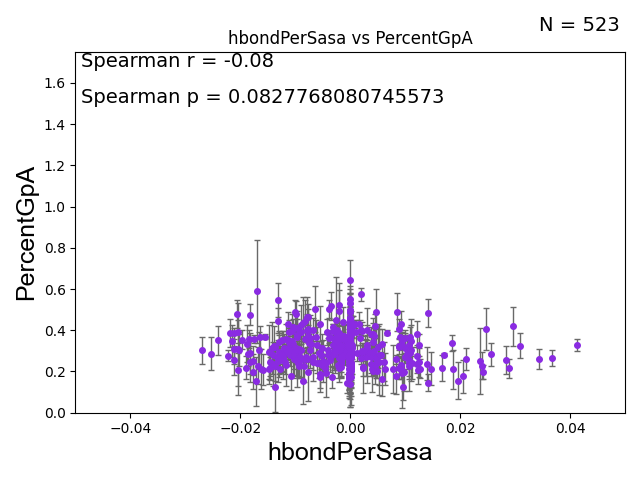 N = 523
hbondPerSasa vs PercentGpA
Spearman r = -0.08
Spearman p = 0.0827768080745573
1.6
1.4
1.2
1.0
0.8
0.6
0.4
0.2
0.0
PercentGpA
−0.04
−0.02
0.00
0.02
0.04
hbondPerSasa